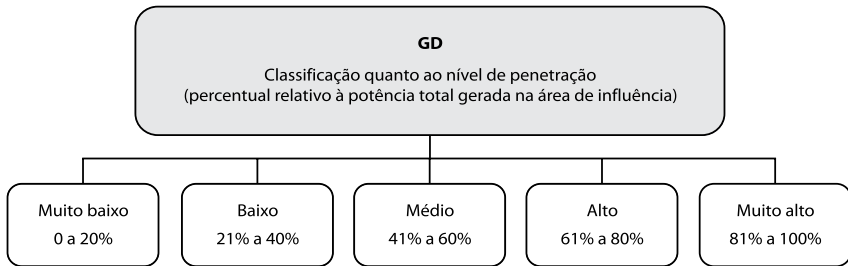 GD
Classificação quanto ao nível de penetração
(percentual relativo à potência total gerada na área de influência)
Muito baixo
0 a 20%
Baixo
21% a 40%
Médio
41% a 60%
Alto
61% a 80%
Muito alto
81% a 100%